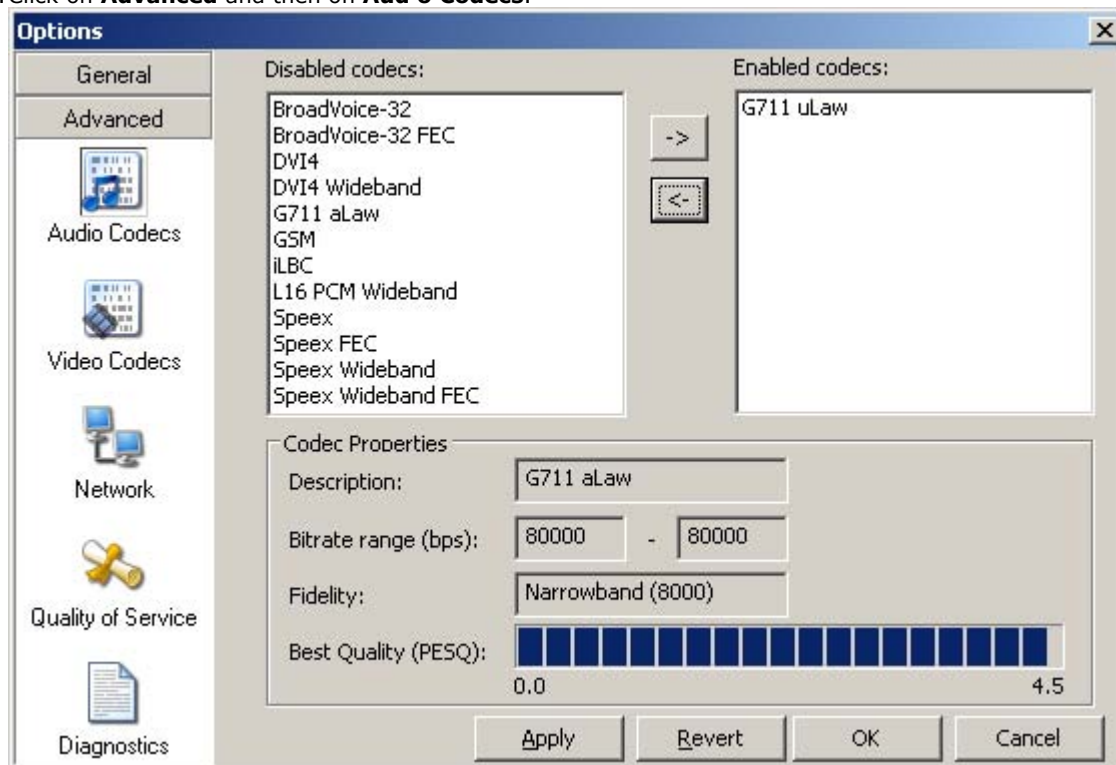 Click on Advanced and then on Audio Codecs.
Options
General
Advanced
Audio Codecs
Video Codecs
Network
Quality of Service
Diagnostics
Disabled codecs:
BroadVoice-32
BroadVoice-32 FEC
DVI4
DVI4 Wideband
G711 aLaw
GSM
iLBC
L16 PCM Wideband
Speex
Speex FEC
Speex Wideband
Speex Wideband FEC
->
<-
Enabled codecs:
G711 uLaw
Codec Properties
Description: G711 aLaw
Bitrate range (bps): 80000 - 80000
Fidelity: Narrowband (8000)
Best Quality (PESQ):
0.0 4.5
Apply Revert OK Cancel